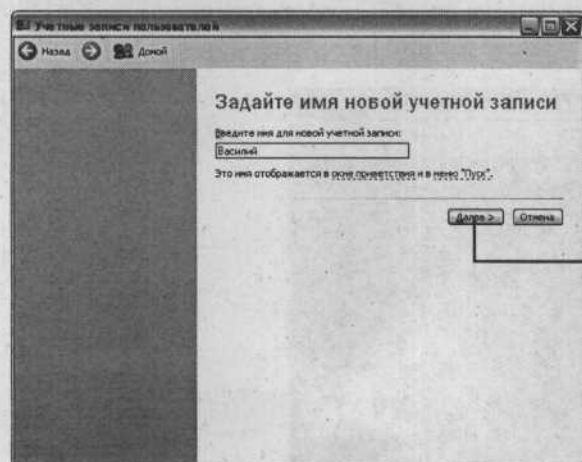 Учетные записи пользователей
Назад Домой
Задайте имя новой учетной записи
Введите имя для новой учетной записи:
Василий
Это имя отображается в окне приветствия и в меню "Пуск".
Далее > Отмена